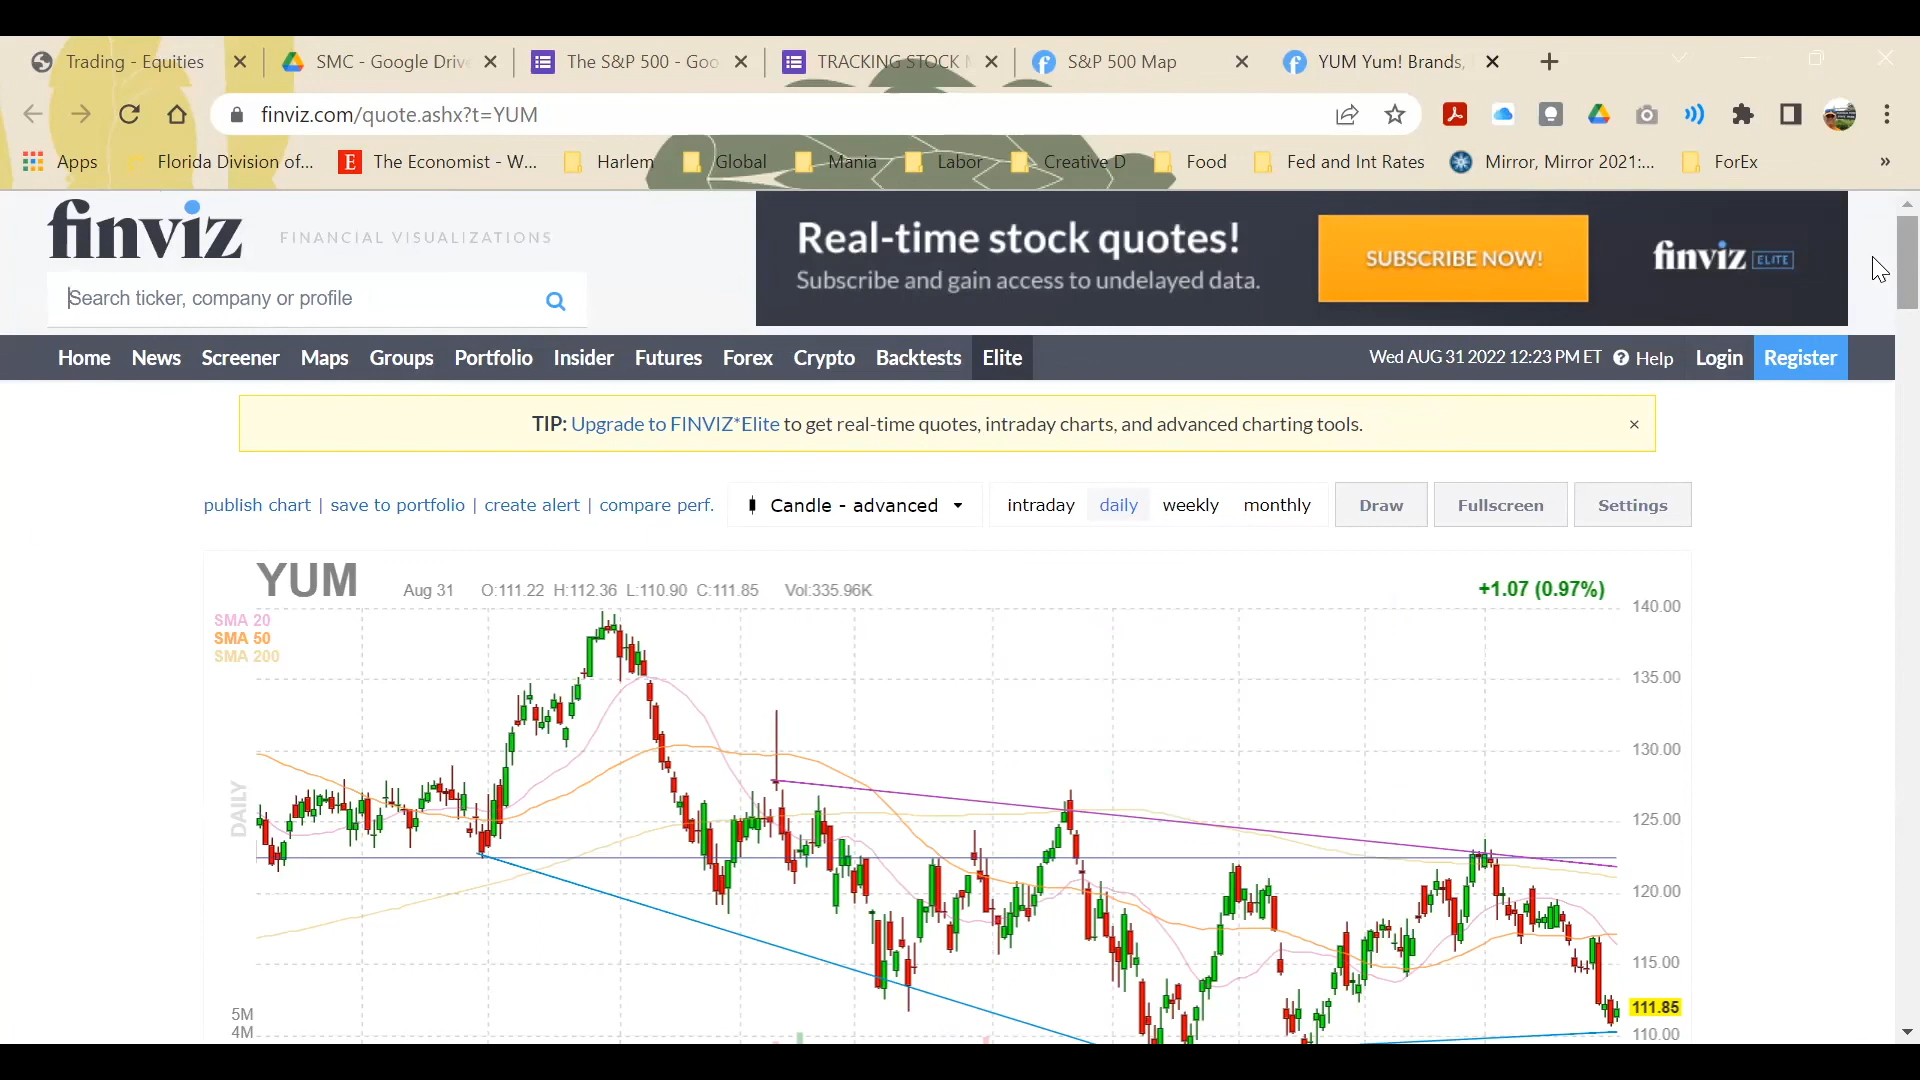 Trading - Equities
SMC - Google Drive
The S&P 500 - Goo
TRACKING STOCK
S&P 500 Map
YUM Yum! Brands,
finviz.com/quote.ashx?t=YUM
Apps
Florida Division of...
E
The Economist - W...
Harlem
Global
Mania
Labor
Creative D
Food
Fed and Int Rates
Mirror, Mirror 2021:...
ForEx
»
finviz
FINANCIAL VISUALIZATIONS
Real-time stock quotes!
Subscribe and gain access to undelayed data.
SUBSCRIBE NOW!
finviz ELITE
Search ticker, company or profile
Home News Screener Maps Groups Portfolio Insider Futures Forex Crypto Backtests Elite
Wed AUG 31 2022 12:23 PM ET Help Login Register
TIP: Upgrade to FINVIZ*Elite to get real-time quotes, intraday charts, and advanced charting tools.
publish chart | save to portfolio | create alert | compare perf.
Candle - advanced
intraday daily weekly monthly
Draw
Fullscreen
Settings
YUM
Aug 31 O:111.22 H:112.36 L:110.90 C:111.85 Vol:335.96K
+1.07 (0.97%)
SMA 20
SMA 50
SMA 200
DAILY
140.00
135.00
130.00
125.00
120.00
115.00
111.85
110.00
5M
4M